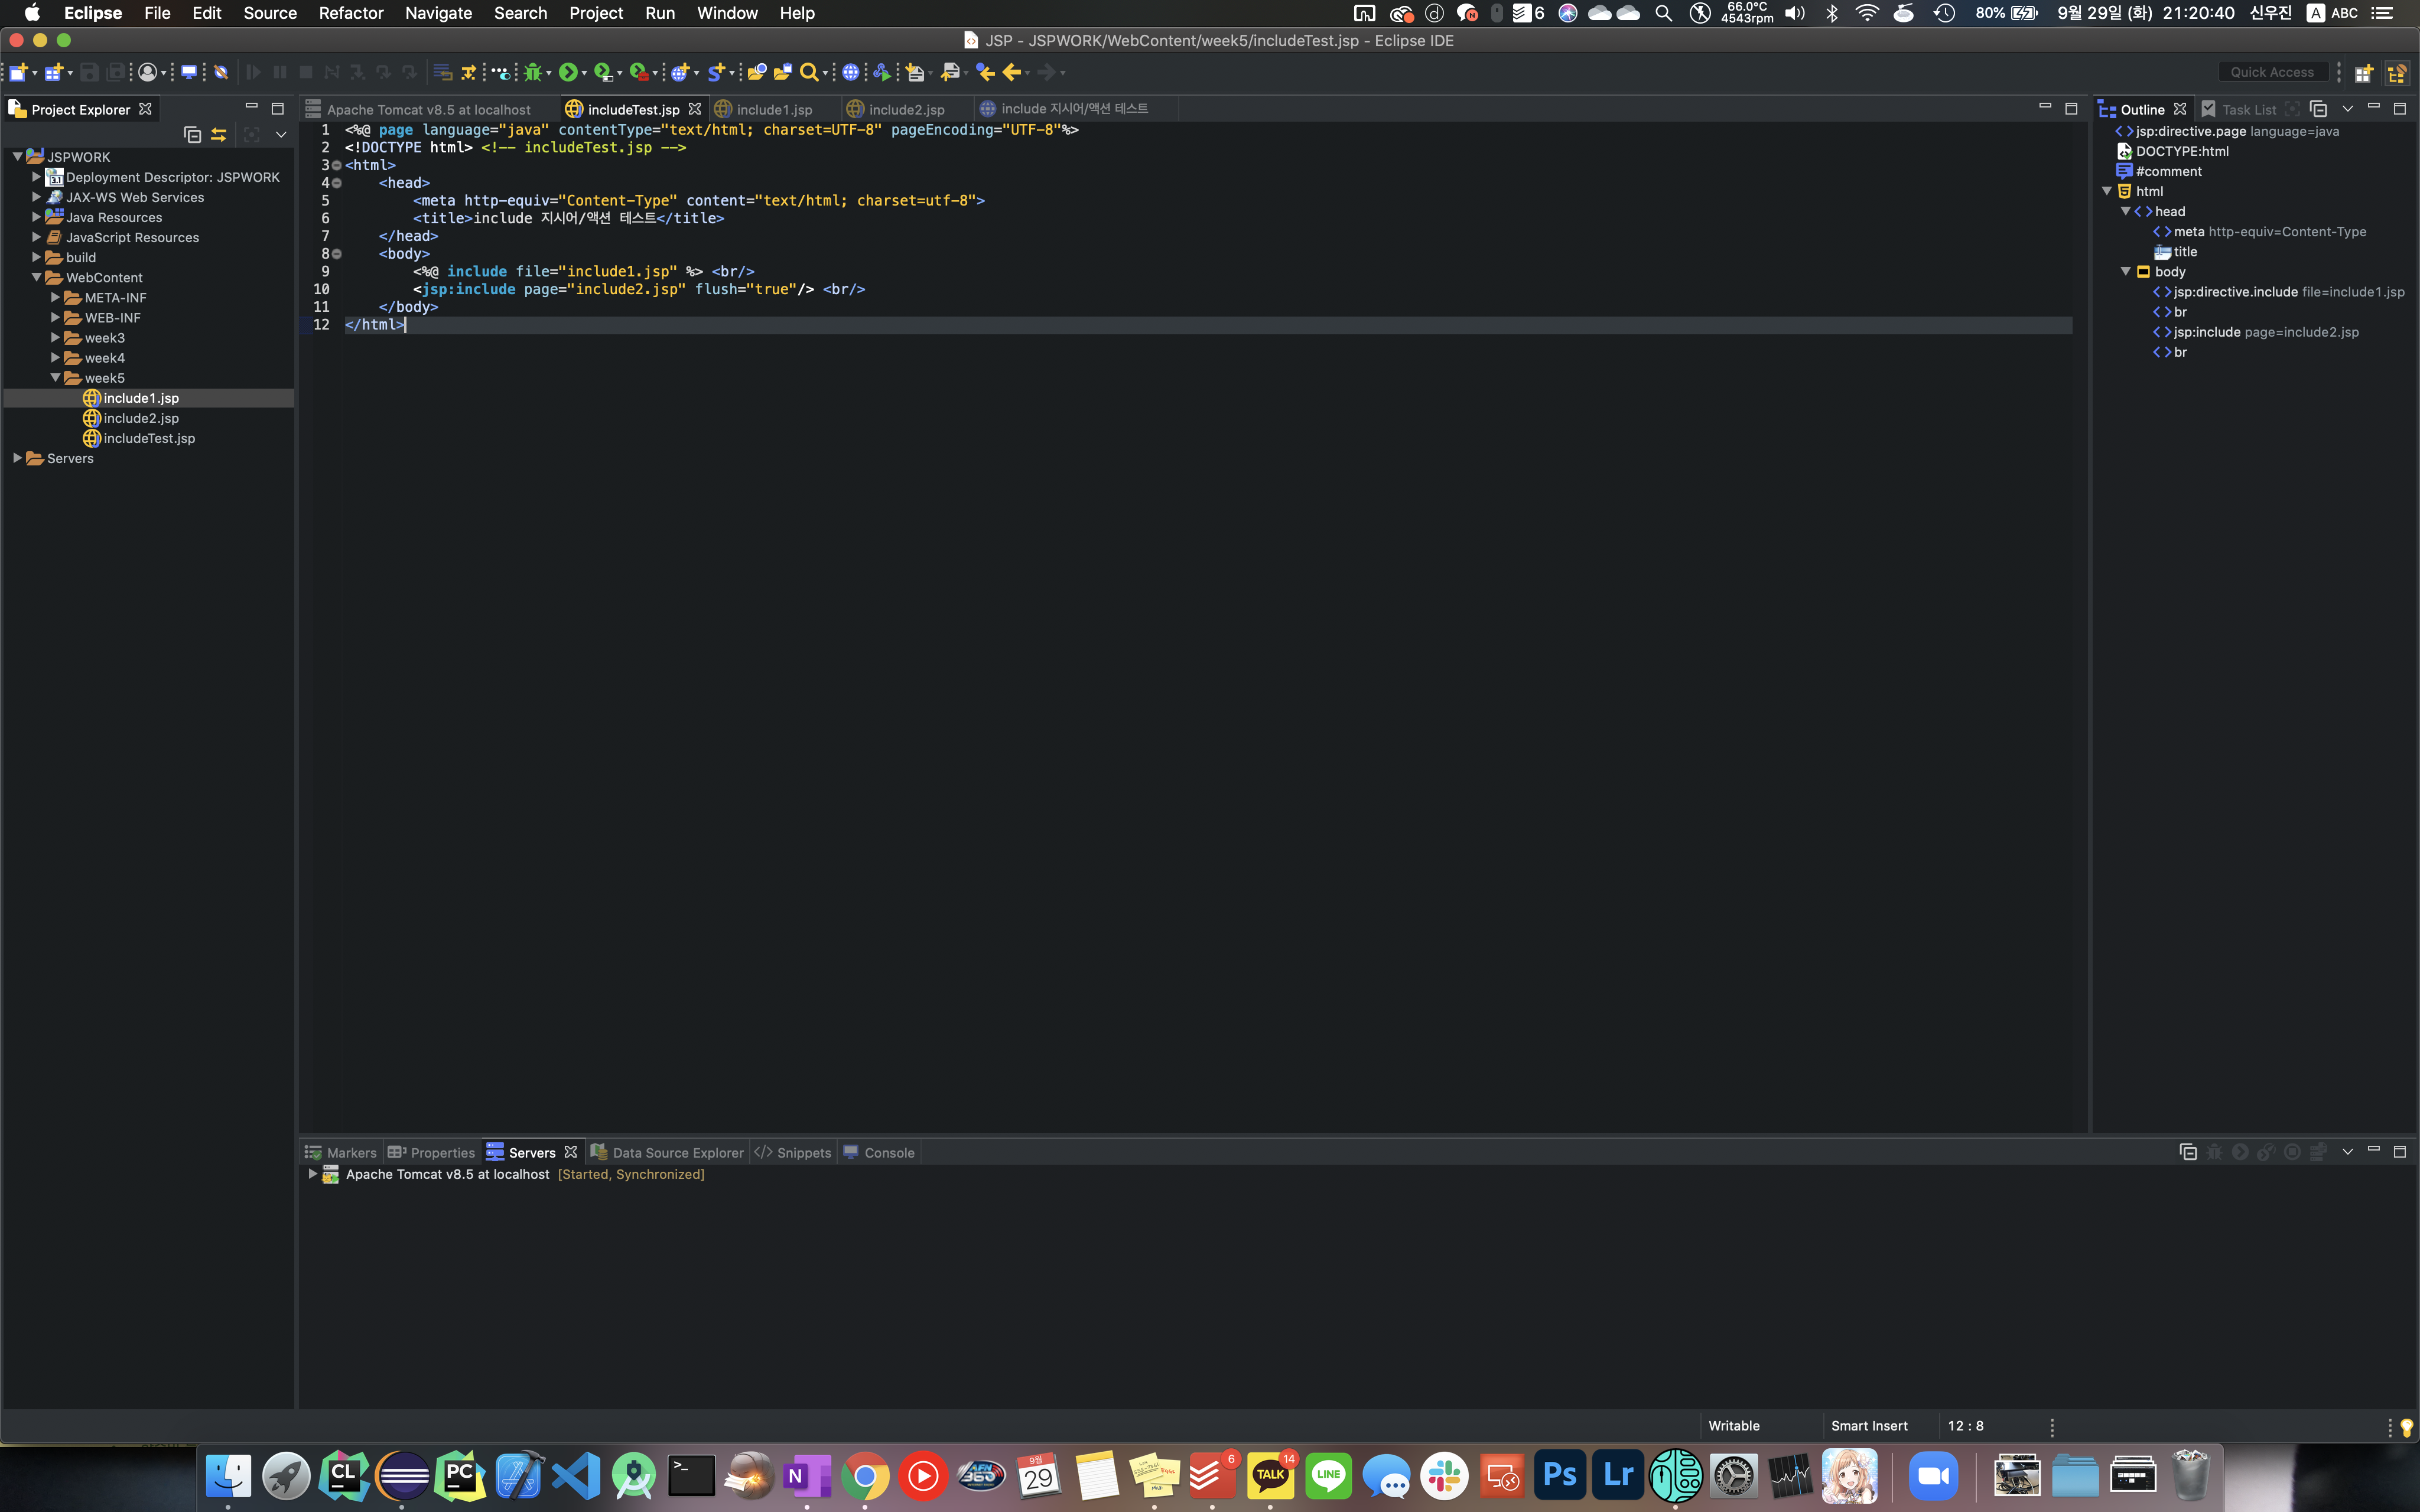 Eclipse File Edit Source Refactor Navigate Search Project Run Window Help
6 66.0°C 4543rpm 80% 9월 29일 (화) 21:20:40 신우진 A ABC
JSP - JSPWORK/WebContent/week5/includeTest.jsp - Eclipse IDE
Quick Access
Project Explorer
JSPWORK
Deployment Descriptor: JSPWORK
JAX-WS Web Services
Java Resources
JavaScript Resources
build
WebContent
META-INF
WEB-INF
week3
week4
week5
include1.jsp
include2.jsp
includeTest.jsp
Servers
Apache Tomcat v8.5 at localhost includeTest.jsp include1.jsp include2.jsp include 지시어/액션 테스트
1 <%@ page language="java" contentType="text/html; charset=UTF-8" pageEncoding="UTF-8"%>
2 <!DOCTYPE html> <!-- includeTest.jsp -->
3 <html>
4 <head>
5 <meta http-equiv="Content-Type" content="text/html; charset=utf-8">
6 <title>include 지시어/액션 테스트</title>
7 </head>
8 <body>
9 <%@ include file="include1.jsp" %> <br/>
10 <jsp:include page="include2.jsp" flush="true"/> <br/>
11 </body>
12 </html>
Outline Task List
jsp:directive.page language=java
DOCTYPE:html
#comment
html
head
meta http-equiv=Content-Type
title
body
jsp:directive.include file=include1.jsp
br
jsp:include page=include2.jsp
br
Markers Properties Servers Data Source Explorer Snippets Console
Apache Tomcat v8.5 at localhost [Started, Synchronized]
Writable Smart Insert 12 : 8
CL PC N AFN 360 9월 29 6 TALK 14 LINE Ps Lr